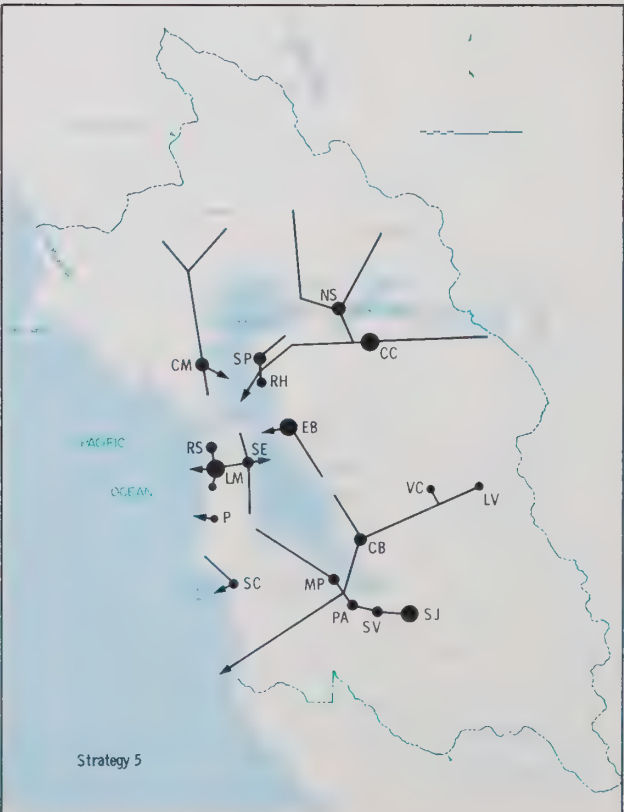 NS
SP
CC
CM
RH
EB
PACIFIC
RS
SE
LM
OCEAN
VC
LV
P
CB
MP
SC
PA
SV
SJ
Strategy 5